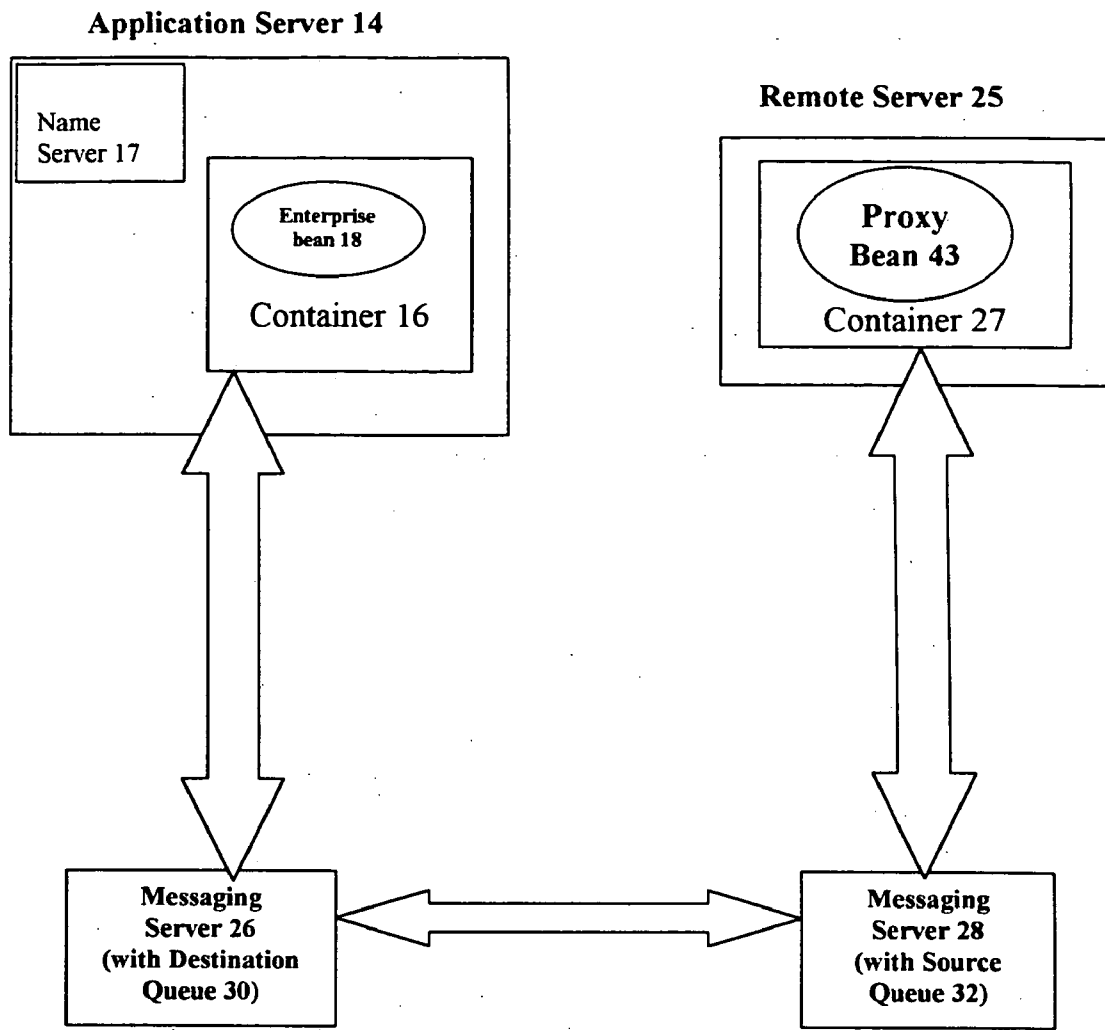 Application Server 14
Name
Server 17
Enterprise
bean 18
Container 16
Remote Server 25
Proxy
Bean 43
Container 27
Messaging
Server 26
(with Destination
Queue 30)
Messaging
Server 28
(with Source
Queue 32)